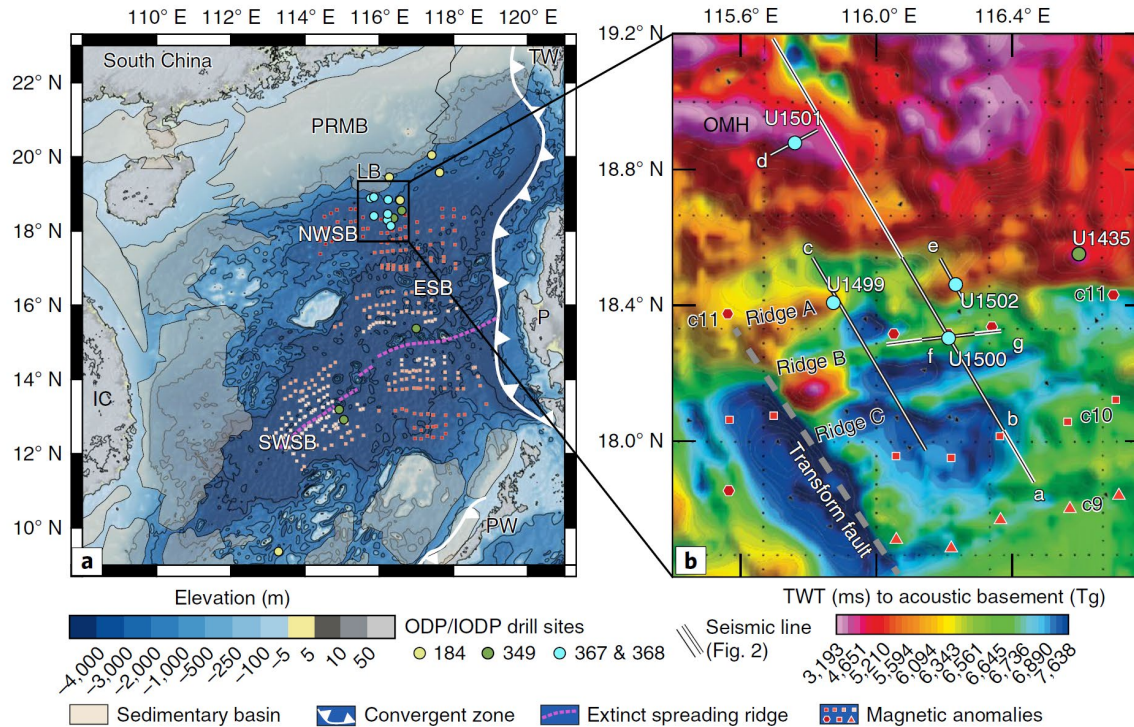 110° E 112° E 114° E 116° E 118° E 120° E
115.6° E 116.0° E 116.4° E
22° N
20° N
18° N
16° N
14° N
12° N
10° N
South China
TW
PRMB
LB
NWSB
ESB
P
IC
SWSB
PW
a
19.2° N
18.8° N
18.4° N
18.0° N
OMH
U1501
d
e
c
U1435
U1499
U1502
c11
c11
Ridge A
Ridge B
f
g
U1500
Ridge C
b
c10
Transform fault
a
c9
b
Elevation (m)
–4,000
–3,000
–2,000
–1,000
–500
–250
–100
–5
5
10
50
ODP/IODP drill sites
184 349 367 & 368
Seismic line
(Fig. 2)
TWT (ms) to acoustic basement (Tg)
3,193
4,651
5,210
5,594
6,094
6,343
6,561
6,645
6,736
6,890
7,638
Sedimentary basin Convergent zone Extinct spreading ridge Magnetic anomalies